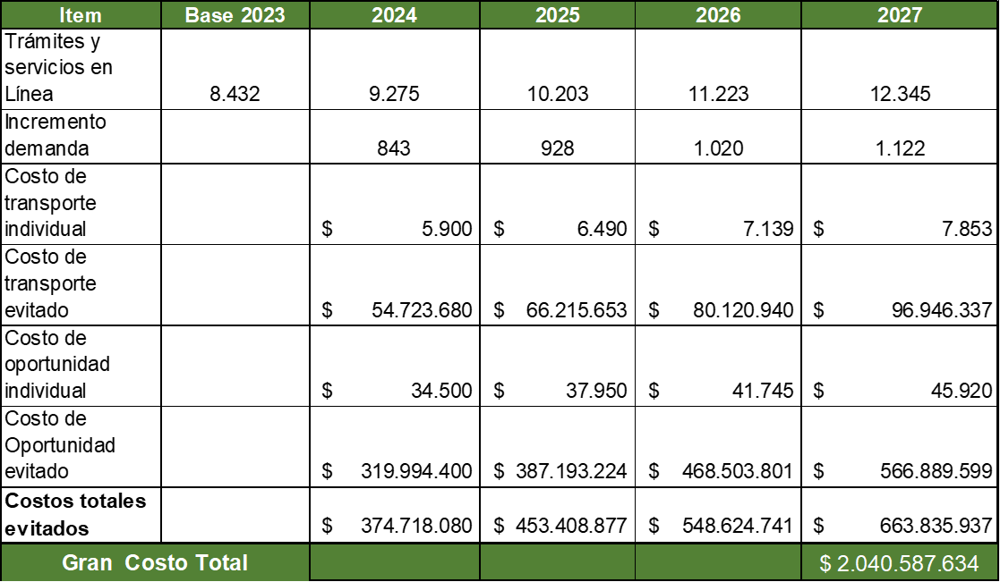 Item Base 2023 2024 2025 2026 2027
Trámites y
servicios en
Línea 8.432 9.275 10.203 11.223 12.345
Incremento
demanda 843 928 1.020 1.122
Costo de
transporte
individual $ 5.900 $ 6.490 $ 7.139 $ 7.853
Costo de
transporte
evitado $ 54.723.680 $ 66.215.653 $ 80.120.940 $ 96.946.337
Costo de
oportunidad
individual $ 34.500 $ 37.950 $ 41.745 $ 45.920
Costo de
Oportunidad
evitado $ 319.994.400 $ 387.193.224 $ 468.503.801 $ 566.889.599
Costos totales
evitados $ 374.718.080 $ 453.408.877 $ 548.624.741 $ 663.835.937
Gran Costo Total $ 2.040.587.634